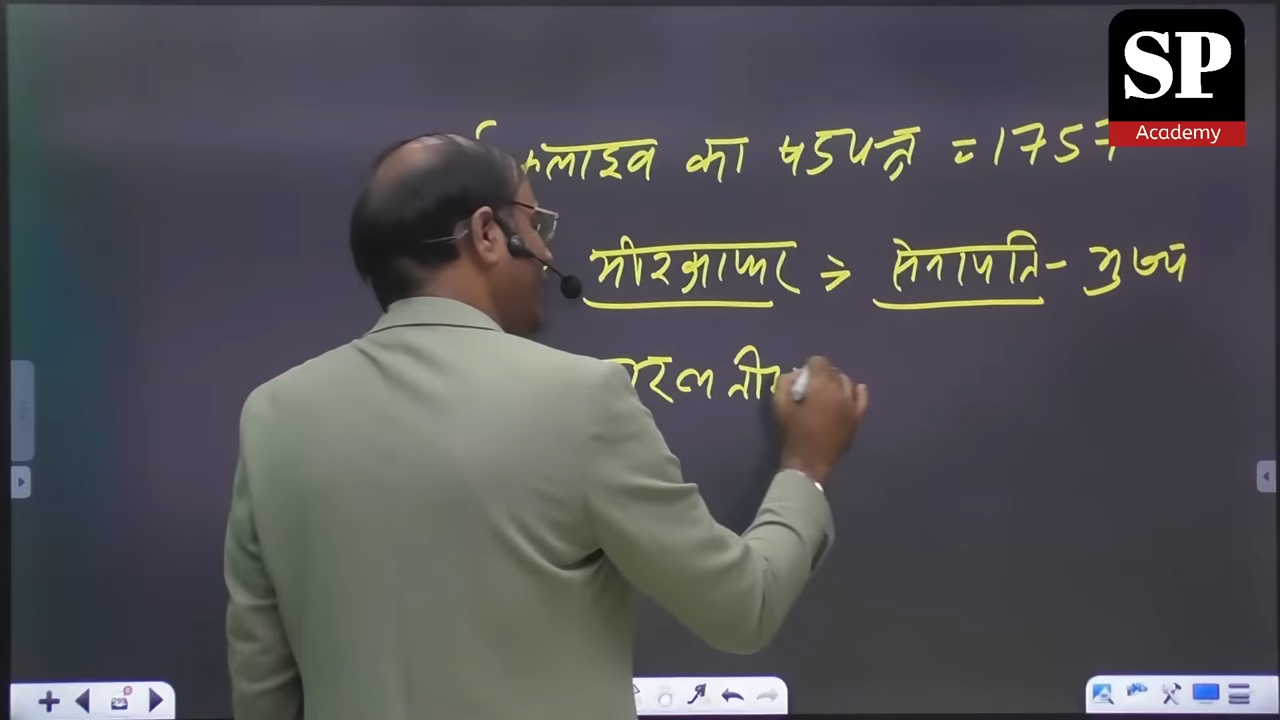 SP
Academy
क्लाइव का षडयंत्र = 1757
मीरजाफर => सेनापति - मुख्य